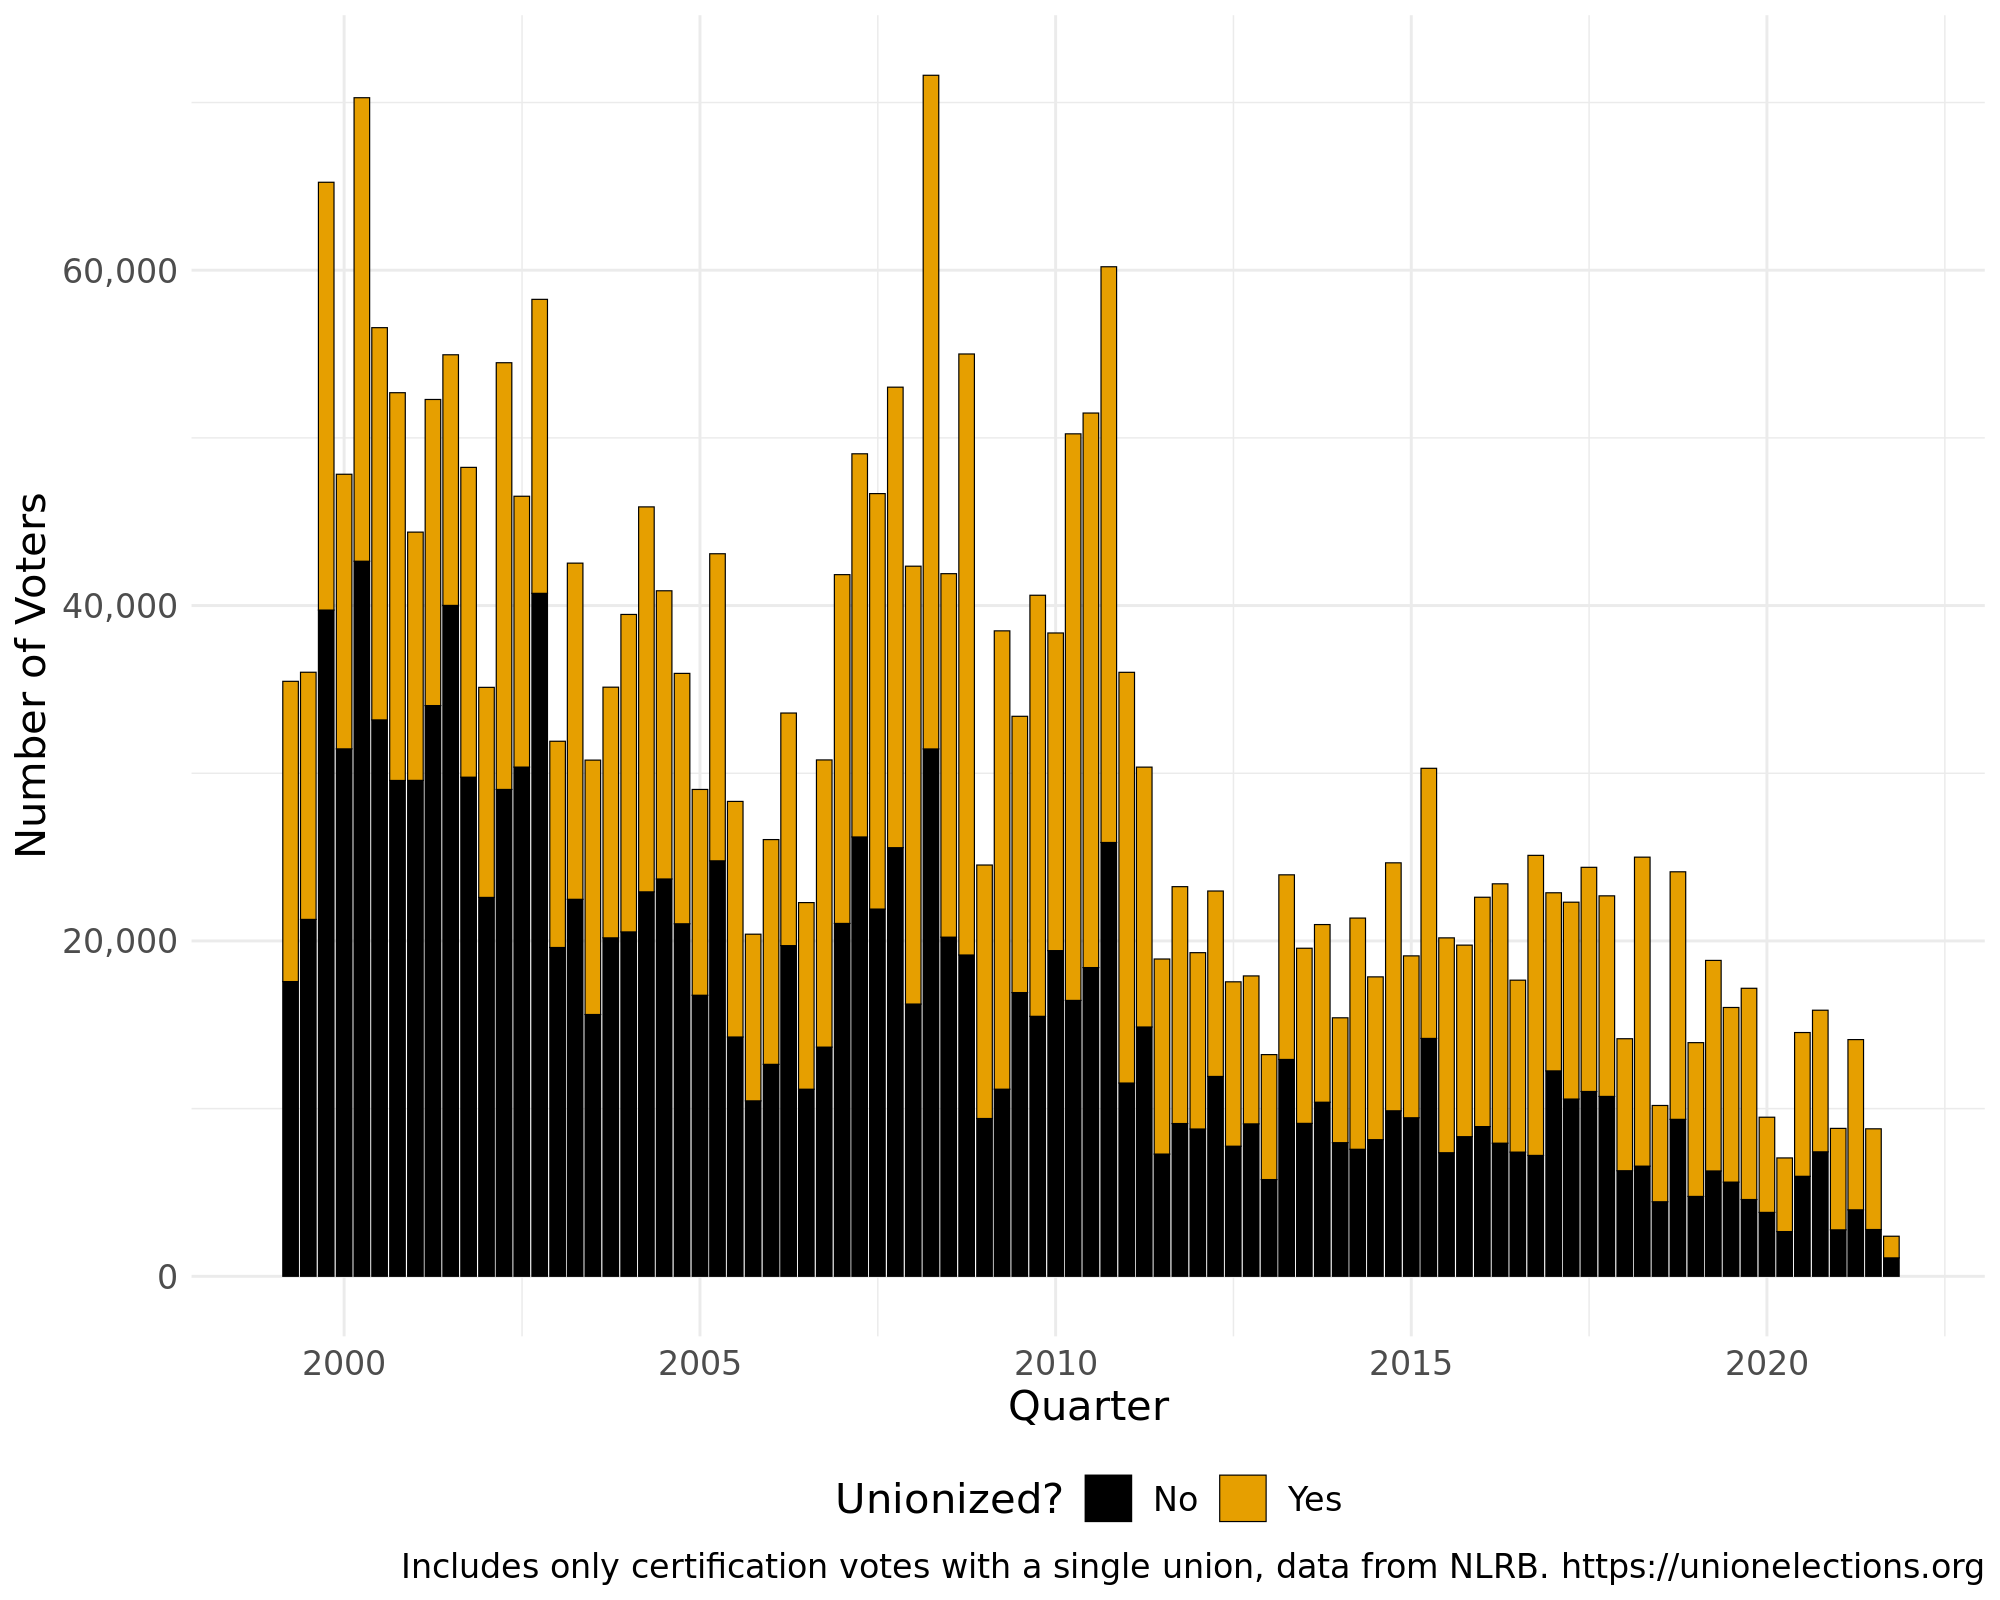 Number of Voters
60,000
40,000
20,000
0
2000 2005 2010 2015 2020
Quarter
Unionized? No Yes
Includes only certification votes with a single union, data from NLRB. https://unionelections.org